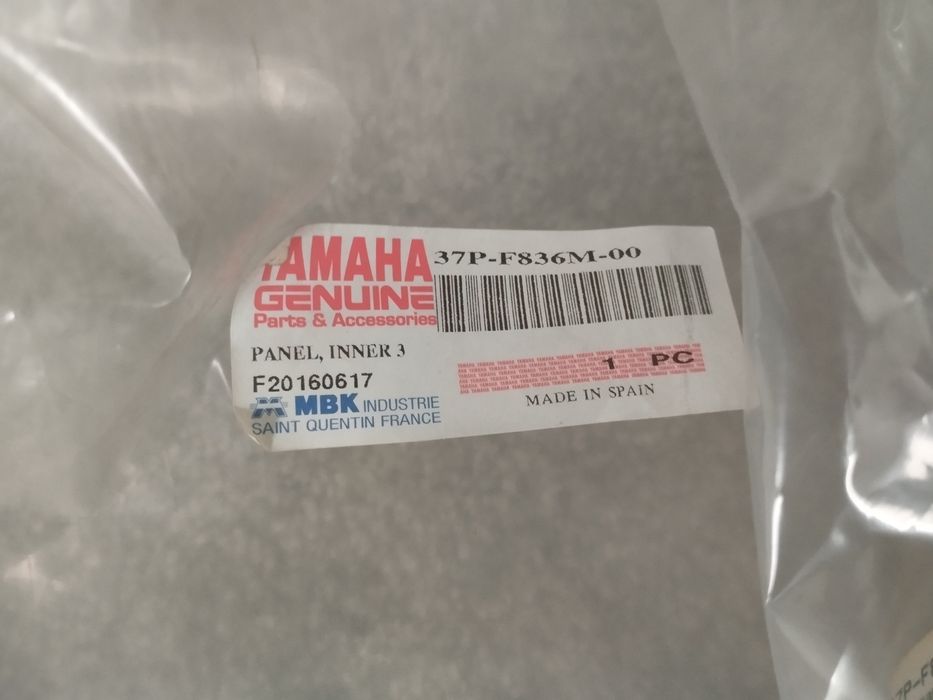 YAMAHA
GENUINE
Parts & Accessories
37P-F836M-00
PANEL, INNER 3
F20160617
MBK INDUSTRIE
SAINT QUENTIN FRANCE
1 PC
MADE IN SPAIN